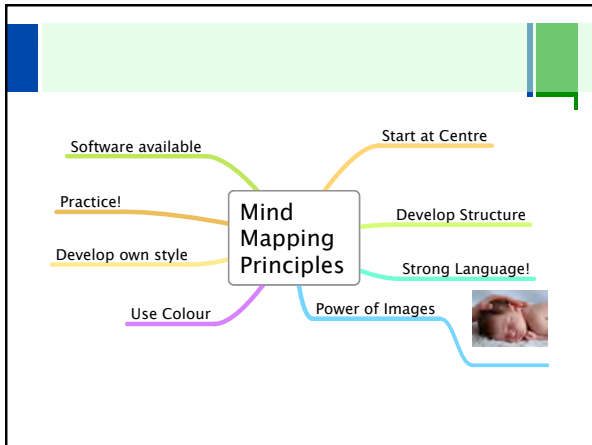 Software available
Start at Centre
Practice!
Mind
Mapping
Principles
Develop Structure
Develop own style
Strong Language!
Use Colour
Power of Images